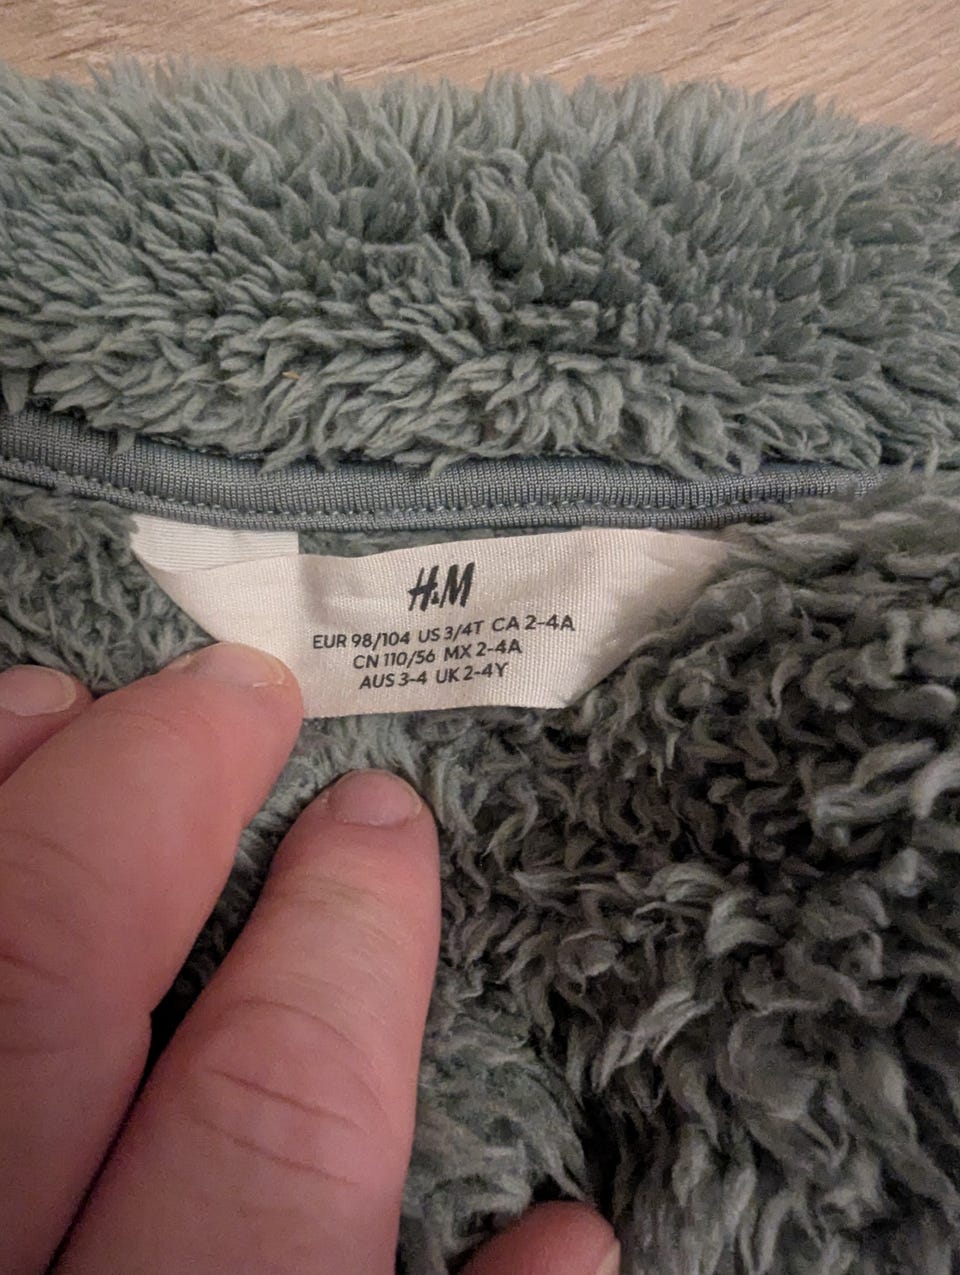 H&M
EUR 98/104 US 3/4T CA 2-4A
CN 110/56 MX 2-4A
AUS 3-4 UK 2-4Y